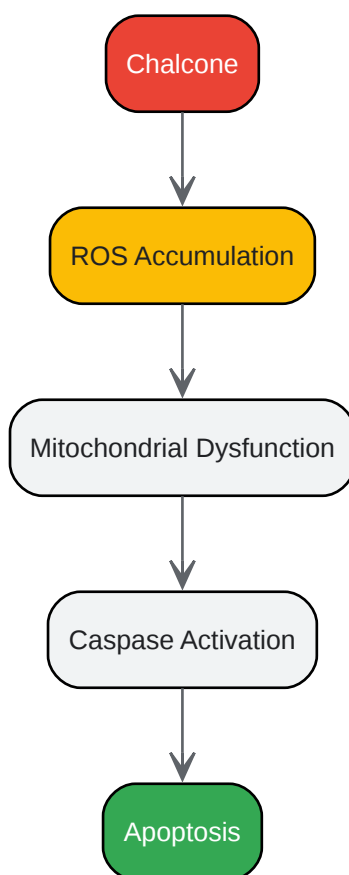 Chalcone
ROS Accumulation
Mitochondrial Dysfunction
Caspase Activation
Apoptosis